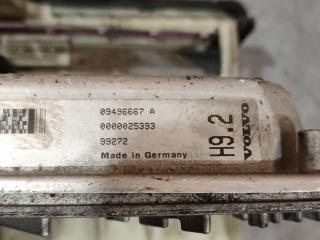 09496667 A
0000025393
99272
Made in Germany
H9.2
VOLVO